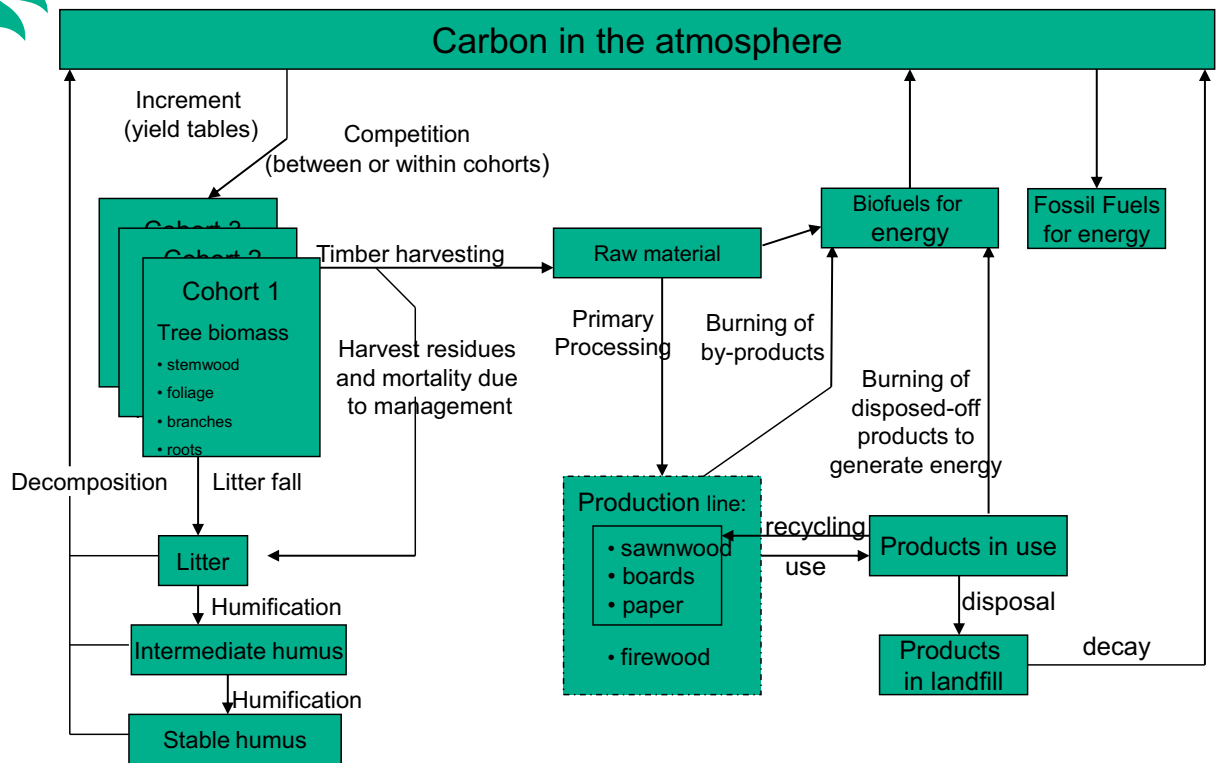 Carbon in the atmosphere
Increment
(yield tables)
Competition
(between or within cohorts)
Cohort 3
Cohort 2
Cohort 1
Tree biomass
• stemwood
• foliage
• branches
• roots
Timber harvesting
Raw material
Biofuels for
energy
Fossil Fuels
for energy
Harvest residues
and mortality due
to management
Primary
Processing
Burning of
by-products
Burning of
disposed-off
products to
generate energy
Decomposition
Litter fall
Litter
Humification
Intermediate humus
Humification
Stable humus
Production line:
• sawnwood
• boards
• paper
• firewood
recycling
use
Products in use
disposal
Products
in landfill
decay